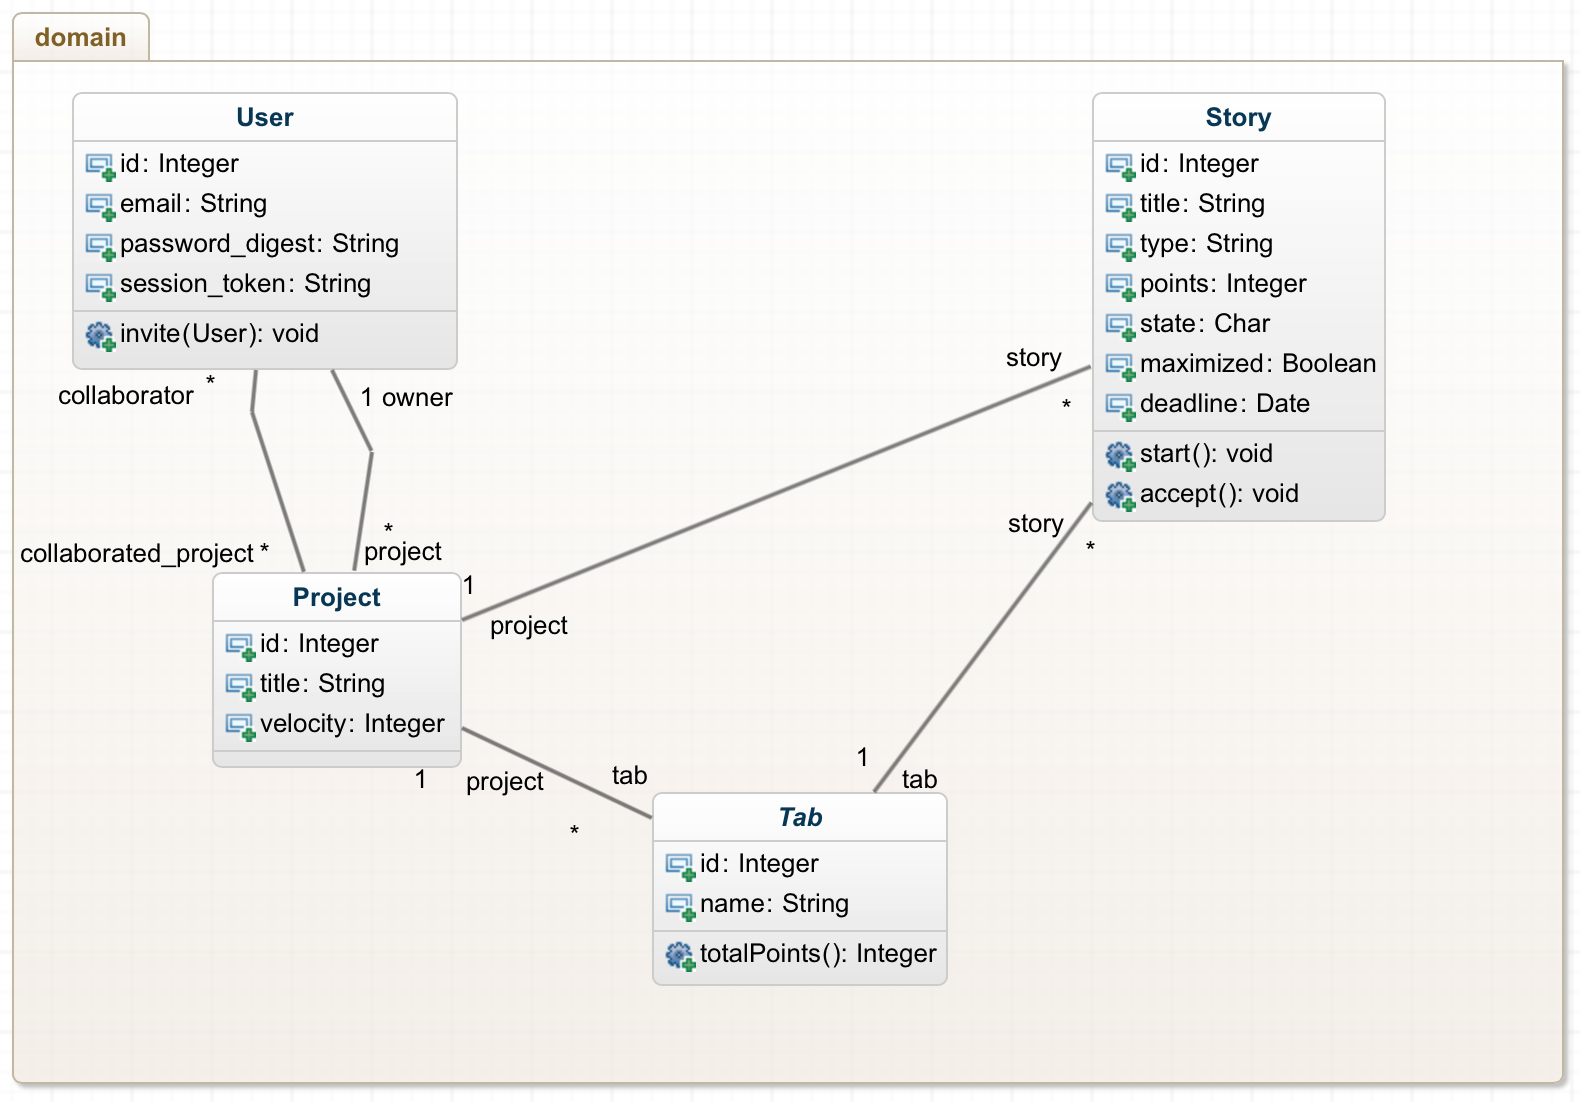 domain
User
id: Integer
email: String
password_digest: String
session_token: String
invite(User): void
Story
id: Integer
title: String
type: String
points: Integer
state: Char
maximized: Boolean
deadline: Date
start(): void
accept(): void
collaborator *
1 owner
story
*
collaborated_project *
*
project
story
*
1
project
Project
id: Integer
title: String
velocity: Integer
1
project
tab
*
1
tab
Tab
id: Integer
name: String
totalPoints(): Integer